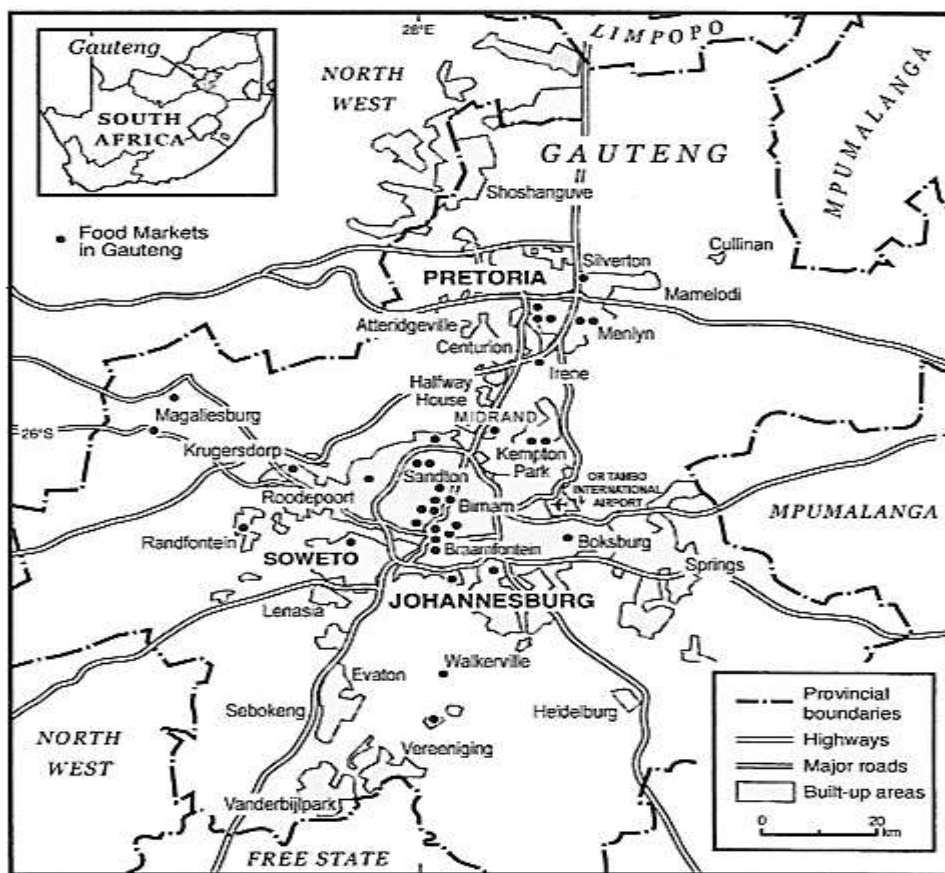 28°E
Gauteng
SOUTH
AFRICA
NORTH
WEST
LIMPOPO
GAUTENG
MPUMALANGA
Shoshanguve
Food Markets
in Gauteng
Cullinan
Silverton
PRETORIA
Mamelodi
Atteridgeville
Menlyn
Centurion
Irene
Halfway
House
Magaliesburg
MIDRAND
26°S
Krugersdorp
Kempton
Park
Sandton
OR TAMBO
INTERNATIONAL
AIRPORT
Roodepoort
Birnam
MPUMALANGA
Randfontein
Boksburg
SOWETO
Braamfontein
Springs
Lenasia
JOHANNESBURG
Walkerville
Evaton
Sebokeng
Heidelburg
NORTH
WEST
Vereeniging
Vanderbijlpark
FREE STATE
Provincial
boundaries
Highways
Major roads
Built-up areas
0 20
km